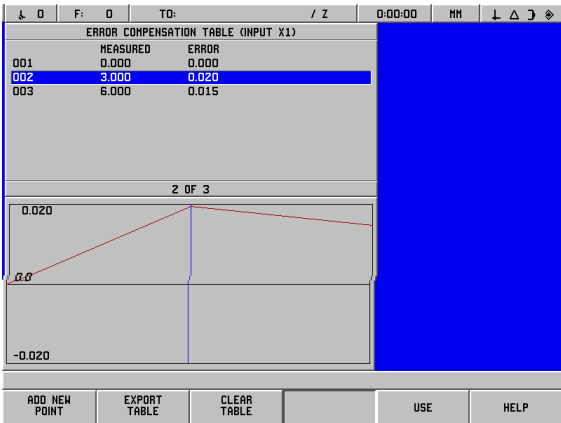 0 F: 0 TO: / Z 0:00:00 MM
ERROR COMPENSATION TABLE (INPUT X1)
MEASURED ERROR
001 0.000 0.000
002 3.000 0.020
003 6.000 0.015
2 OF 3
0.020
0.0
-0.020
ADD NEW POINT
EXPORT TABLE
CLEAR TABLE
USE
HELP